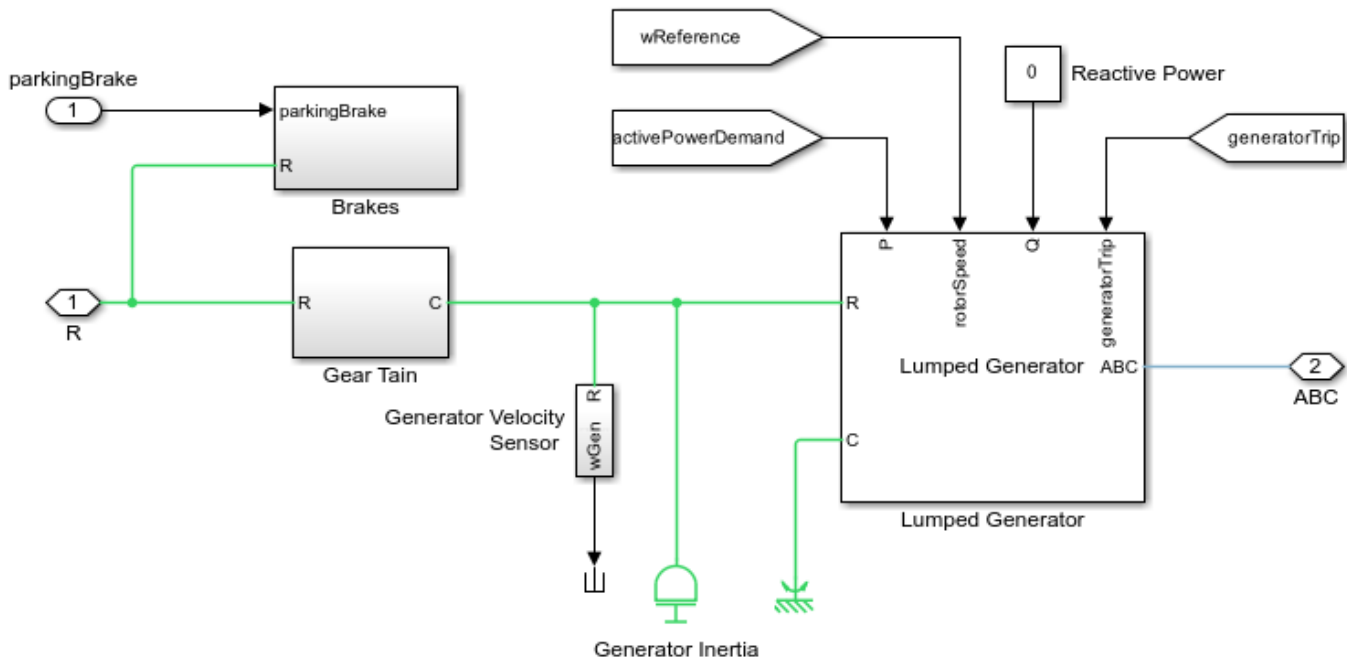 wReference
0
Reactive Power
parkingBrake
1
parkingBrake
R
Brakes
activePowerDemand
generatorTrip
P
rotorSpeed
Q
generatorTrip
1
R
R
C
Gear Tain
R
Lumped Generator
ABC
2
ABC
Generator Velocity
Sensor
R
wGen
C
Lumped Generator
Generator Inertia